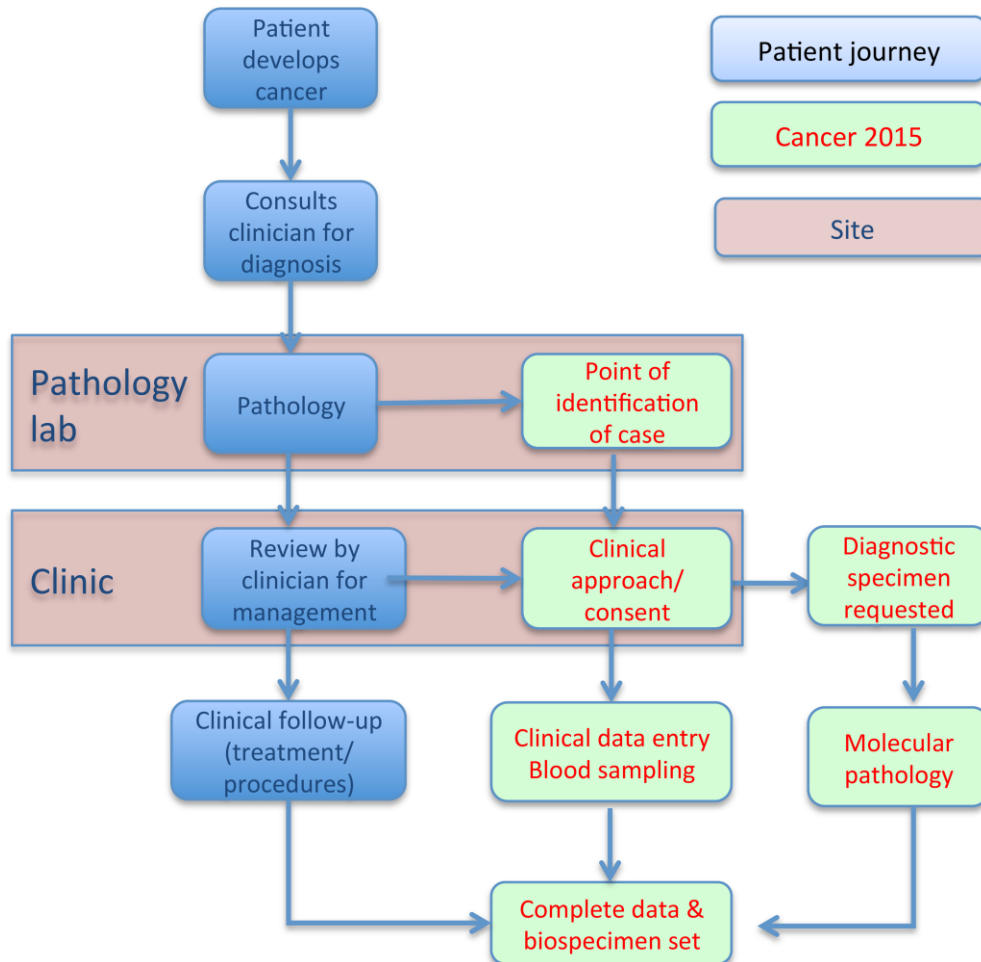 Patient
develops
cancer
Patient journey
Cancer 2015
Consults
clinician for
diagnosis
Site
Pathology
lab
Pathology
Point of
identification
of case
Clinic
Review by
clinician for
management
Clinical
approach/
consent
Diagnostic
specimen
requested
Clinical follow-up
(treatment/
procedures)
Clinical data entry
Blood sampling
Molecular
pathology
Complete data &
biospecimen set